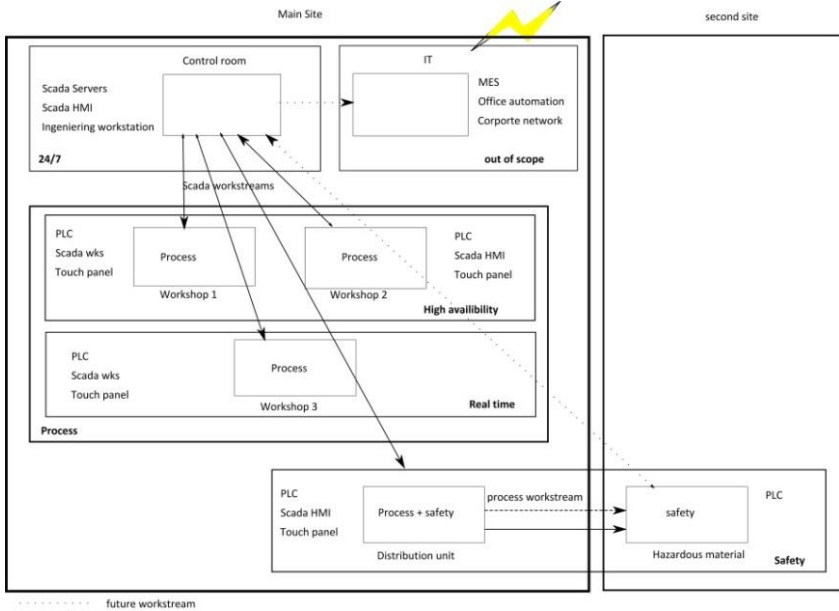 Main Site
second site
Control room
IT
Scada Servers
Scada HMI
Ingeniering workstation
MES
Office automation
Corporte network
24/7
out of scope
Scada workstreams
PLC
Scada wks
Touch panel
Process
Workshop 1
Process
Workshop 2
PLC
Scada HMI
Touch panel
High availibility
PLC
Scada wks
Touch panel
Process
Workshop 3
Real time
Process
PLC
Scada HMI
Touch panel
Process + safety
Distribution unit
process workstream
safety
Hazardous material
PLC
Safety
future workstream